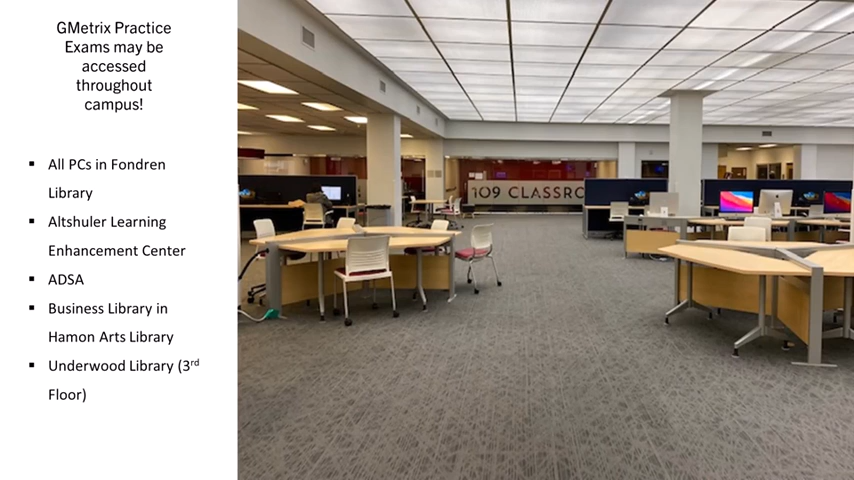 GMetrix Practice
Exams may be
accessed
throughout
campus!
▪ All PCs in Fondren
Library
▪ Altshuler Learning
Enhancement Center
▪ ADSA
▪ Business Library in
Hamon Arts Library
▪ Underwood Library (3rd
Floor)
109 CLASSRO